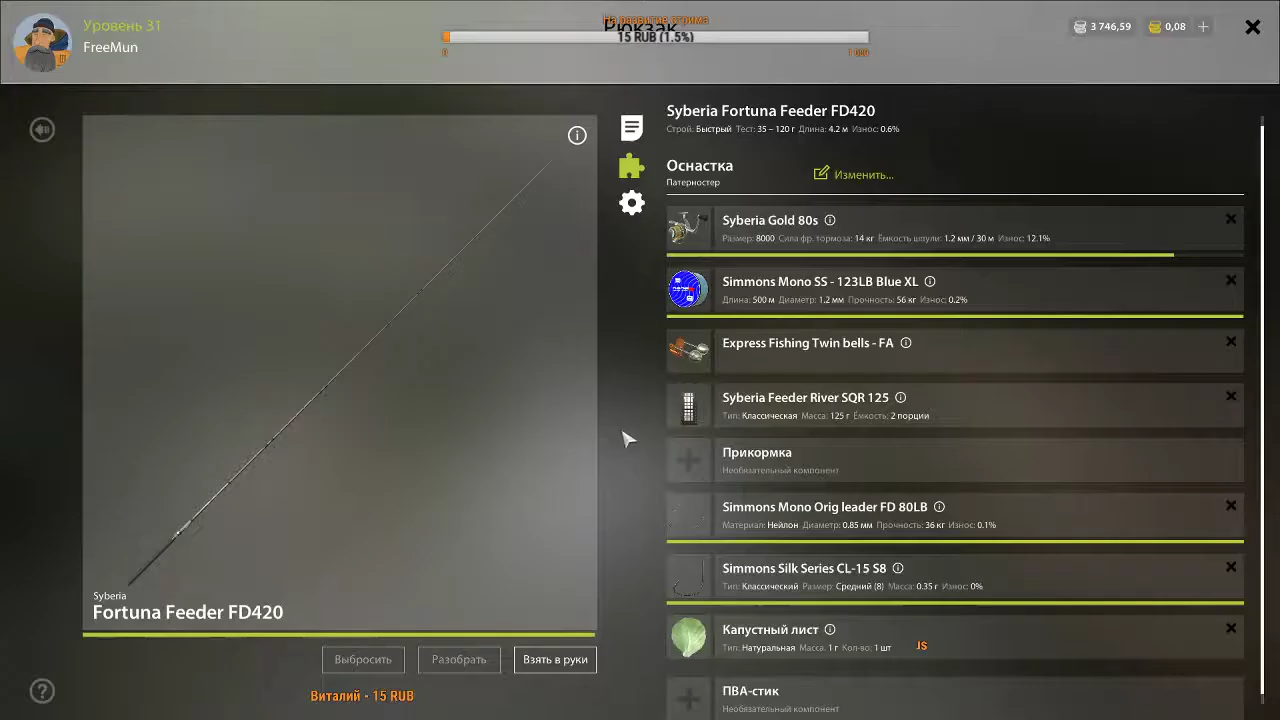 Уровень 31
FreeMun
На развитие стрима
Рюкзак
15 RUB (1.5%)
0
1 000
3 746,59
0,08
Syberia
Fortuna Feeder FD420
Выбросить
Разобрать
Взять в руки
Виталий - 15 RUB
Syberia Fortuna Feeder FD420
Строй: Быстрый Тест: 35 – 120 г Длина: 4.2 м Износ: 0.6%
Оснастка
Патерностер
Изменить...
Syberia Gold 80s
Размер: 8000 Сила фр. тормоза: 14 кг Ёмкость шпули: 1.2 мм / 30 м Износ: 12.1%
Simmons Mono SS - 123LB Blue XL
Длина: 500 м Диаметр: 1.2 мм Прочность: 56 кг Износ: 0.2%
Express Fishing Twin bells - FA
Syberia Feeder River SQR 125
Тип: Классическая Масса: 125 г Ёмкость: 2 порции
Прикормка
Необязательный компонент
Simmons Mono Orig leader FD 80LB
Материал: Нейлон Диаметр: 0.85 мм Прочность: 36 кг Износ: 0.1%
Simmons Silk Series CL-15 S8
Тип: Классический Размер: Средний (8) Масса: 0.35 г Износ: 0%
Капустный лист
Тип: Натуральная Масса: 1 г Кол-во: 1 шт
JS
ПВА-стик
Необязательный компонент